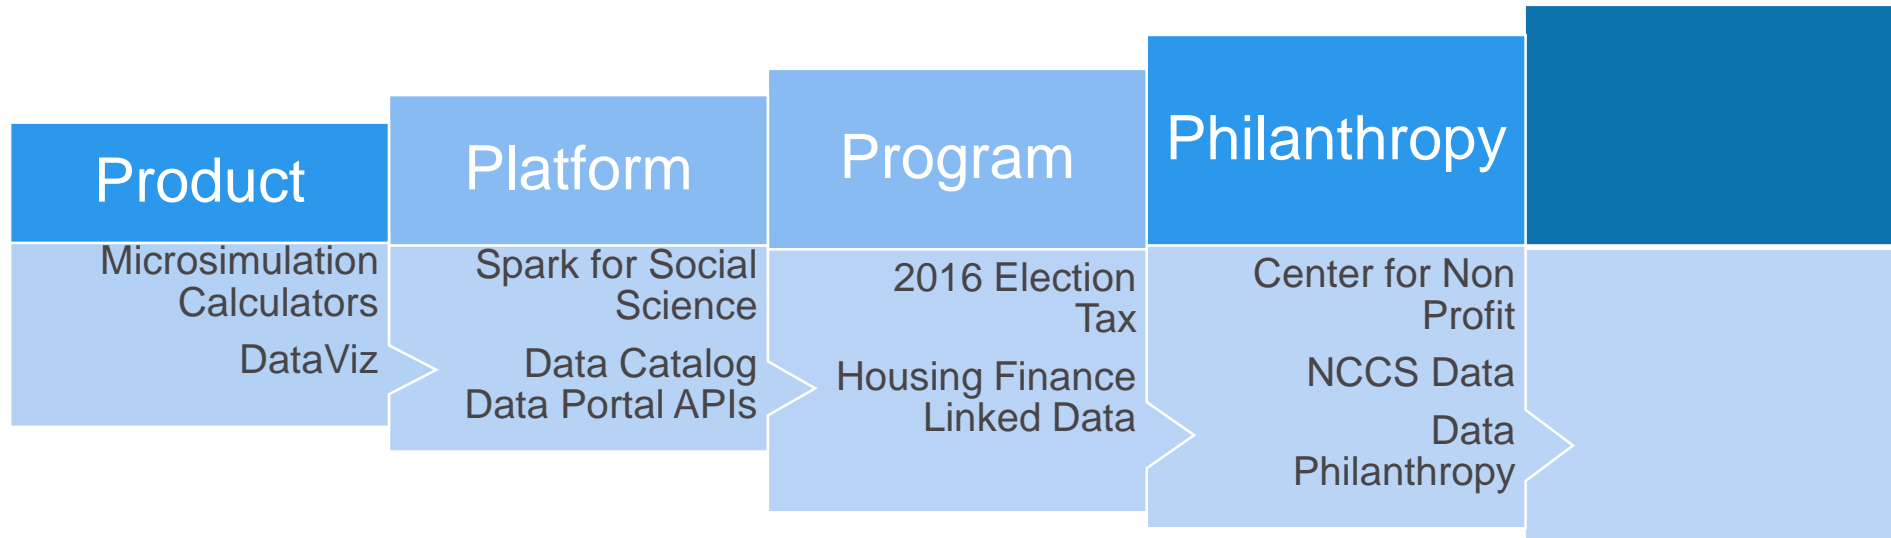 Product
Microsimulation
Calculators
DataViz
Platform
Spark for Social
Science
Data Catalog
Data Portal APIs
Program
2016 Election
Tax
Housing Finance
Linked Data
Philanthropy
Center for Non
Profit
NCCS Data
Data
Philanthropy